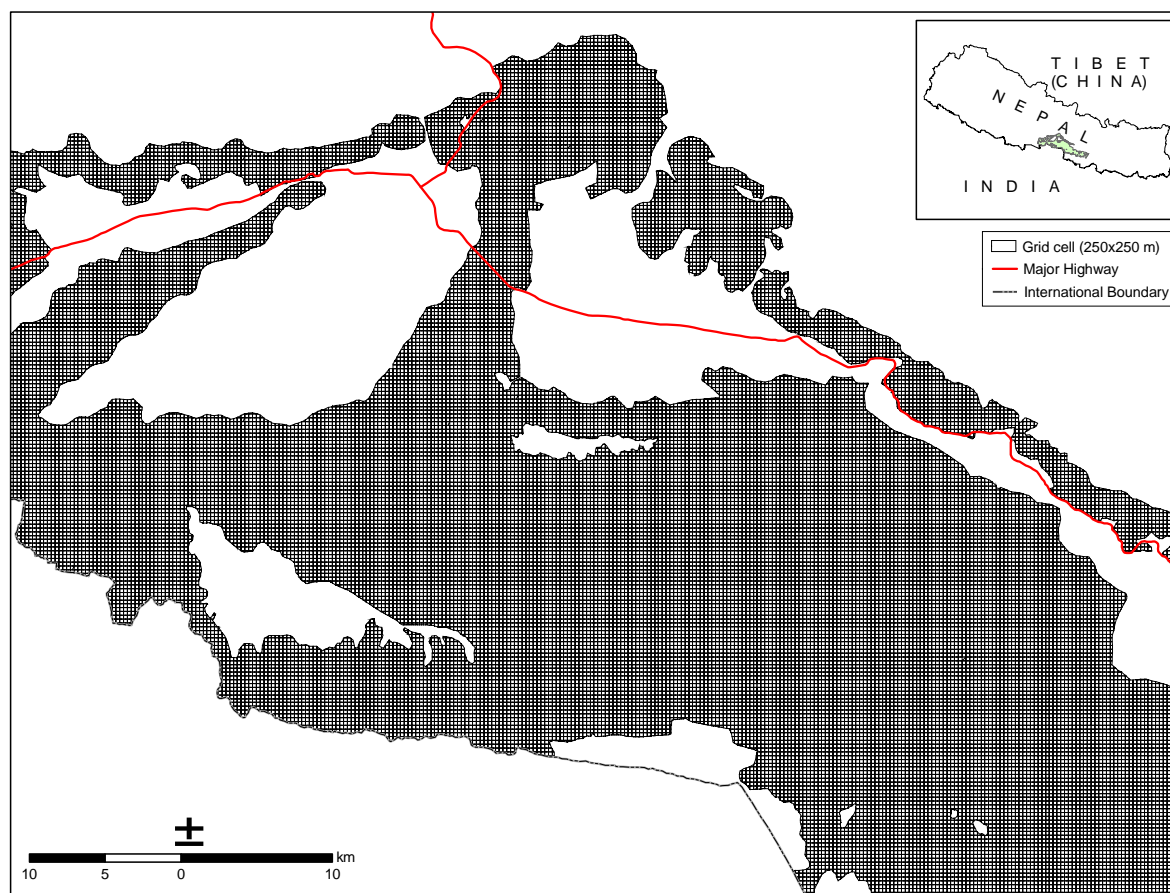 T I B E T
(C H I N A)
N E P A L
I N D I A
Grid cell (250x250 m)
Major Highway
International Boundary
km
10 5 0 10